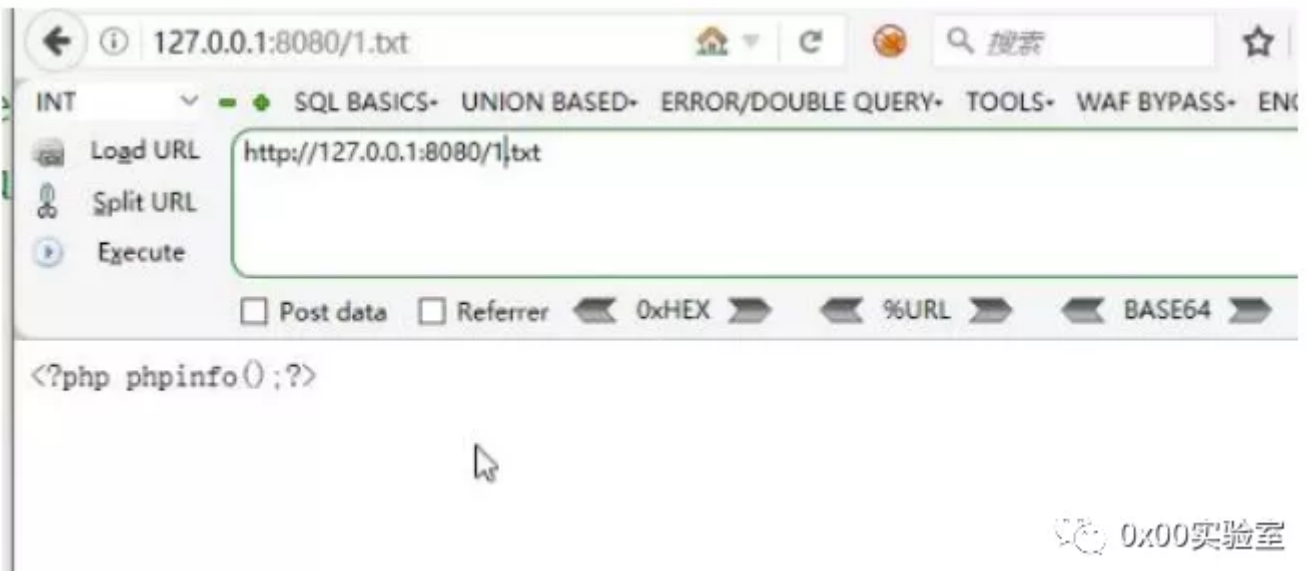 127.0.0.1:8080/1.txt 搜索
INT SQL BASICS UNION BASED ERROR/DOUBLE QUERY TOOLS WAF BYPASS ENC
Load URL http://127.0.0.1:8080/1.txt
Split URL
Execute
Post data Referrer 0xHEX %URL BASE64
<?php phpinfo();?>
0x00实验室